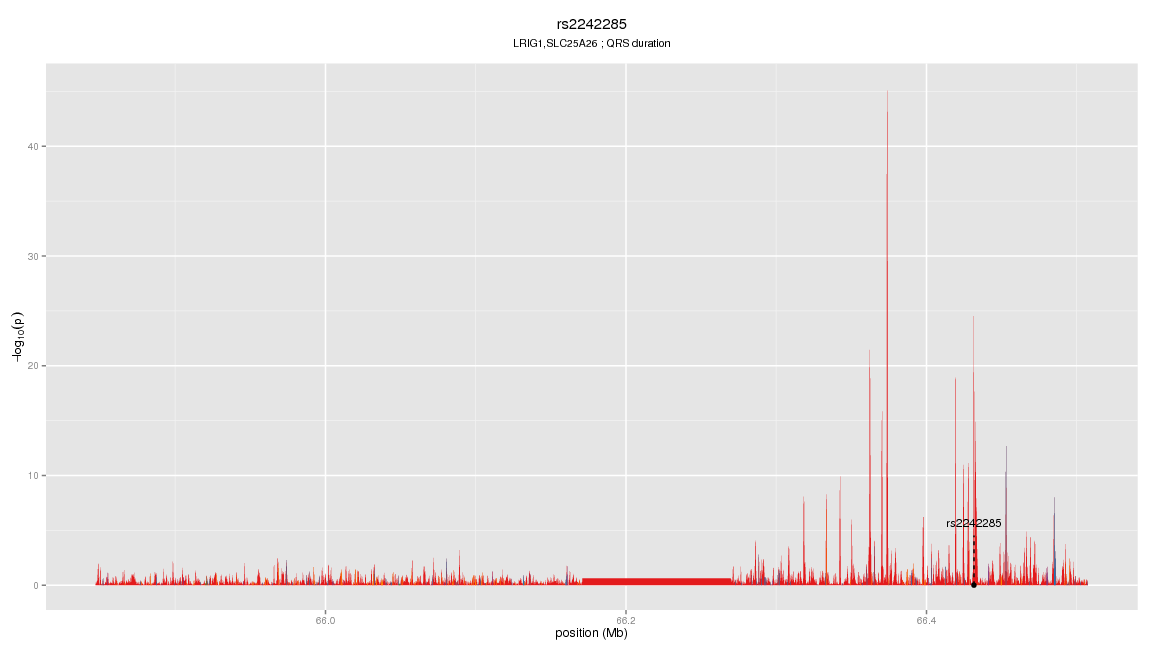 rs2242285
LRIG1,SLC25A26 ; QRS duration
40
30
20
10
0
−log10(p)
rs2242285
66.0
66.2
66.4
position (Mb)